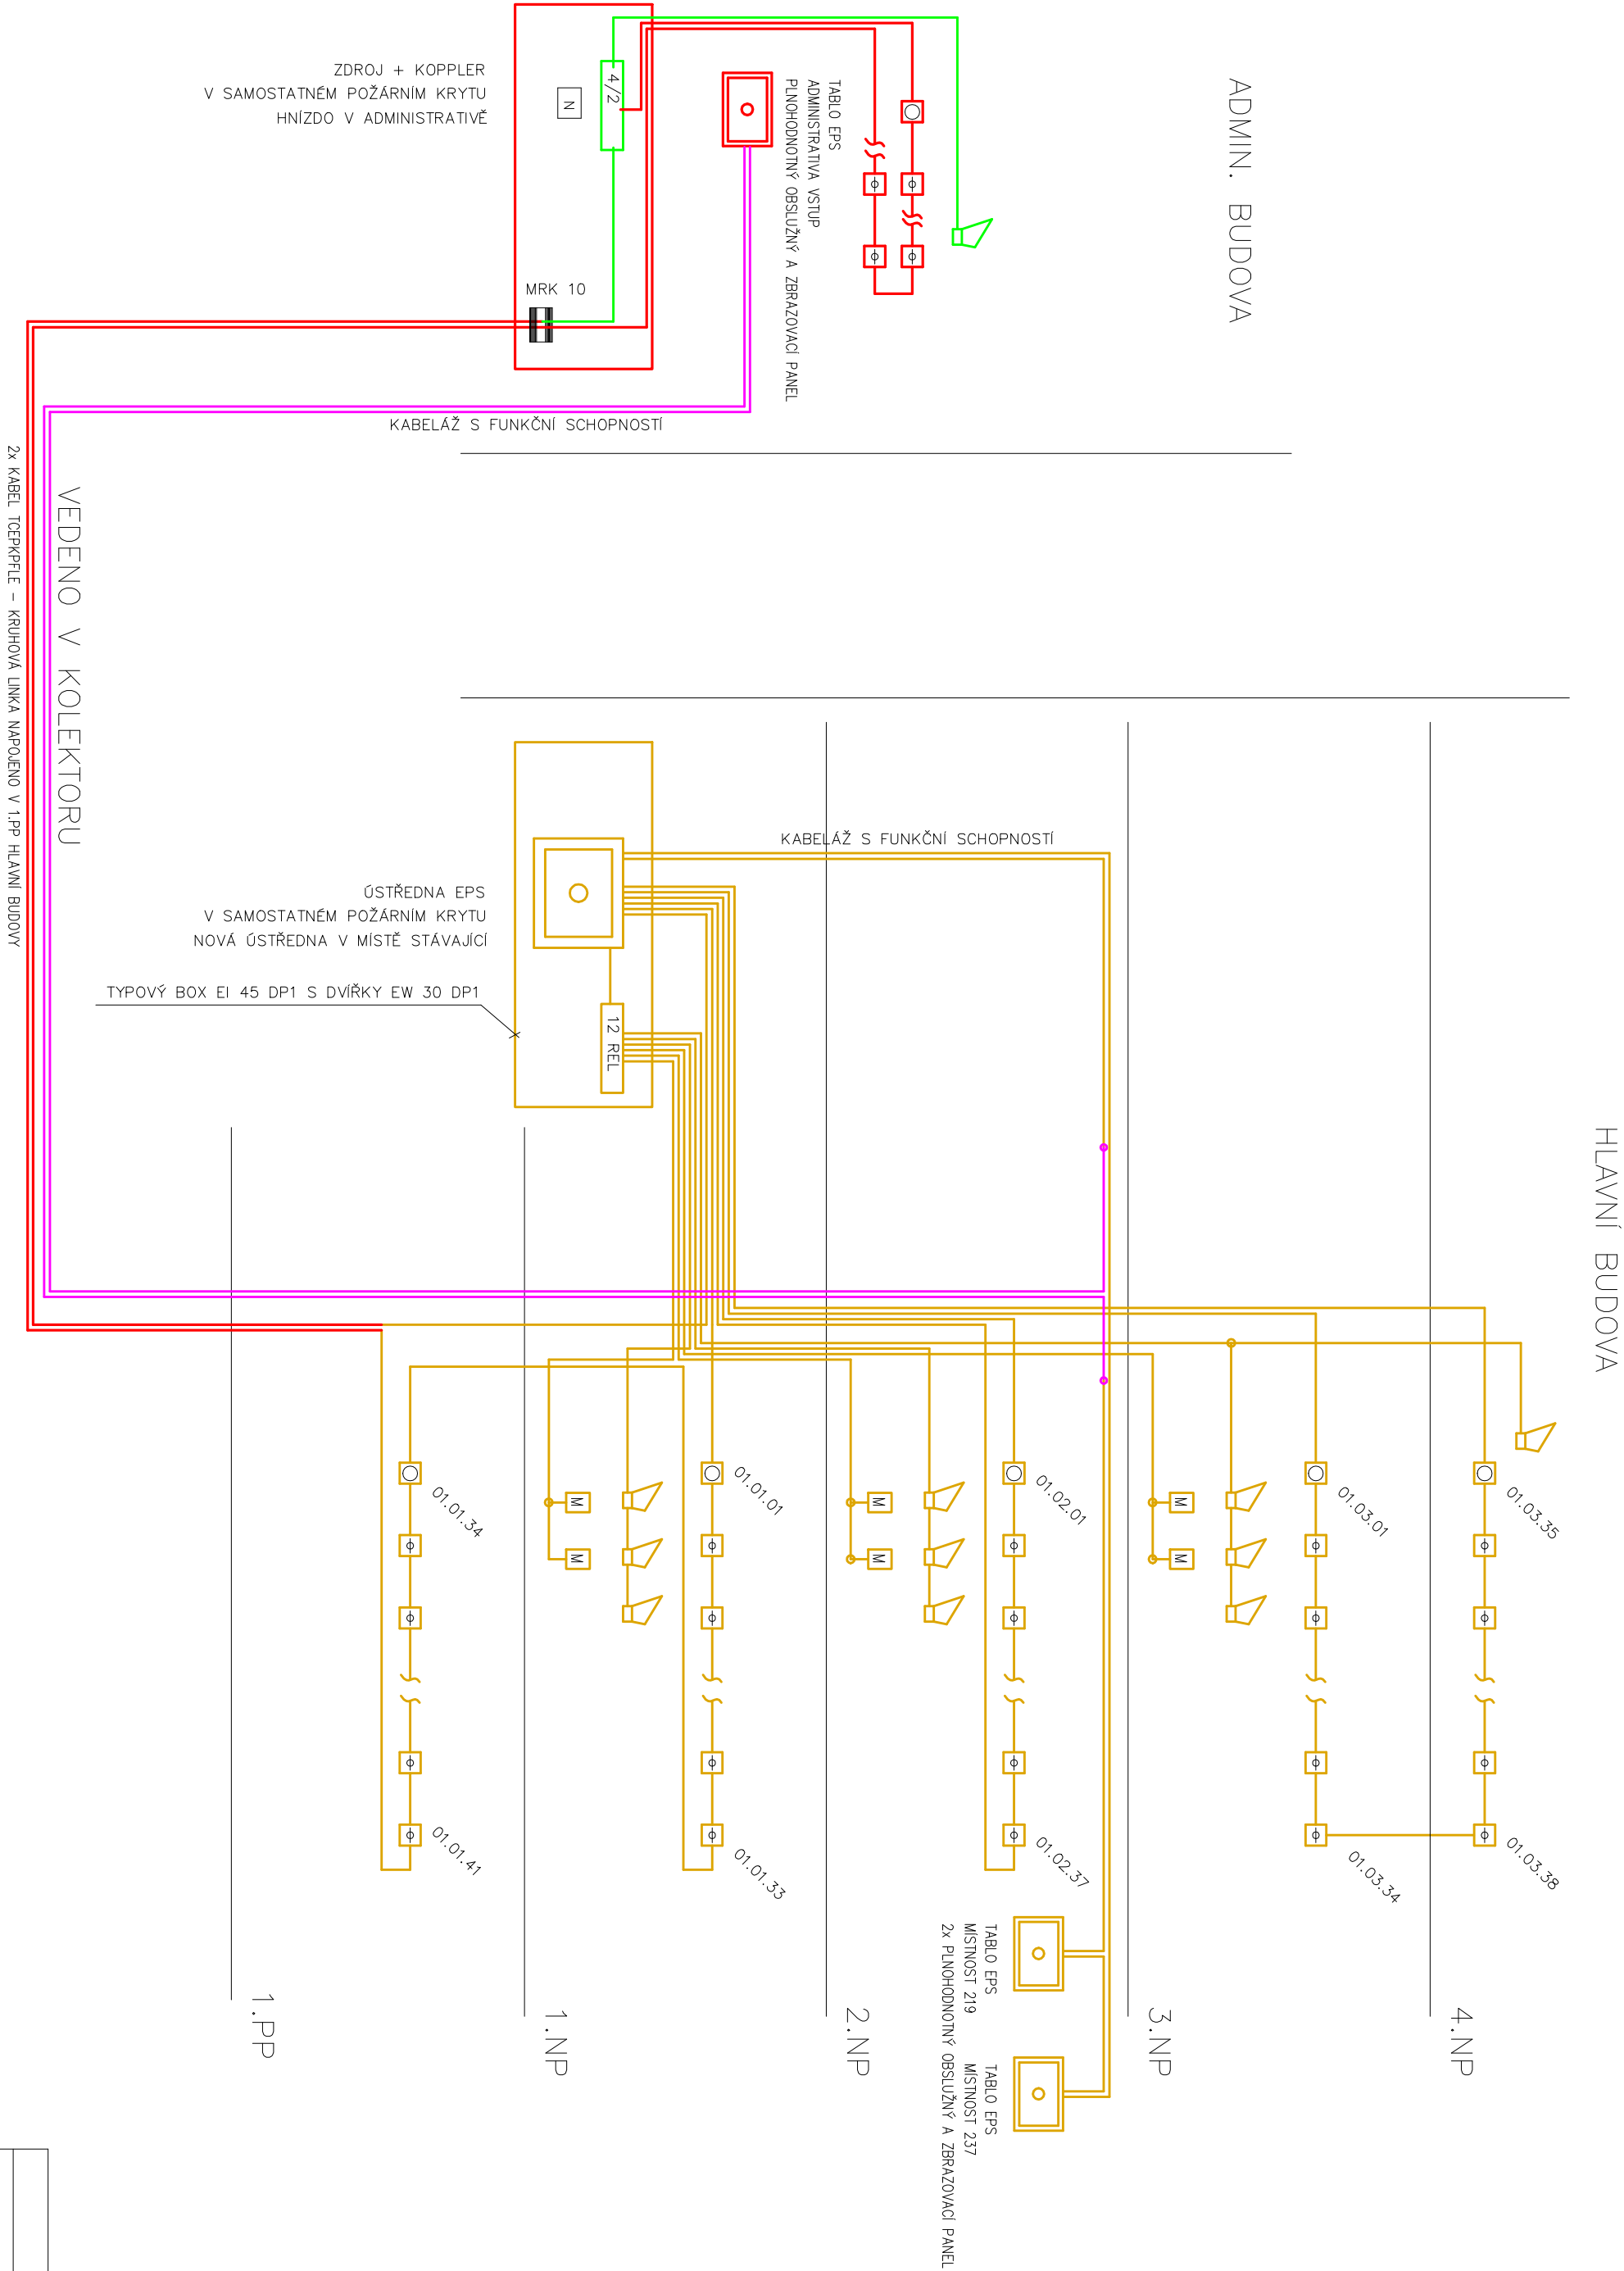 ADMIN. BUDOVA
ZDROJ + KOPPLER
V SAMOSTATNÉM POŽÁRNÍM KRYTU
HNÍZDO V ADMINISTRATIVĚ
4/2
N
TABLO EPS
ADMINISTRATIVA VSTUP
PLNOHODNOTNÝ OBSLUŽNÝ A ZBRAZOVACÍ PANEL
MRK 10
KABELÁŽ S FUNKČNÍ SCHOPNOSTÍ
VEDENO V KOLEKTORU
2x KABEL TCEPKPFLE – KRUHOVÁ LINKA NAPOJENO V 1.PP HLAVNÍ BUDOVY
HLAVNÍ BUDOVA
KABELÁŽ S FUNKČNÍ SCHOPNOSTÍ
ÚSTŘEDNA EPS
V SAMOSTATNÉM POŽÁRNÍM KRYTU
NOVÁ ÚSTŘEDNA V MÍSTĚ STÁVAJÍCÍ
TYPOVÝ BOX EI 45 DP1 S DVÍŘKY EW 30 DP1
12 REL
01.01.34
M
01.01.01
M
01.02.01
M
01.03.01
01.03.35
M
M
M
01.01.41
01.01.33
01.02.37
01.03.34
01.03.38
TABLO EPS
MÍSTNOST 219
TABLO EPS
MÍSTNOST 237
2x PLNOHODNOTNÝ OBSLUŽNÝ A ZBRAZOVACÍ PANEL
1.PP
1.NP
2.NP
3.NP
4.NP